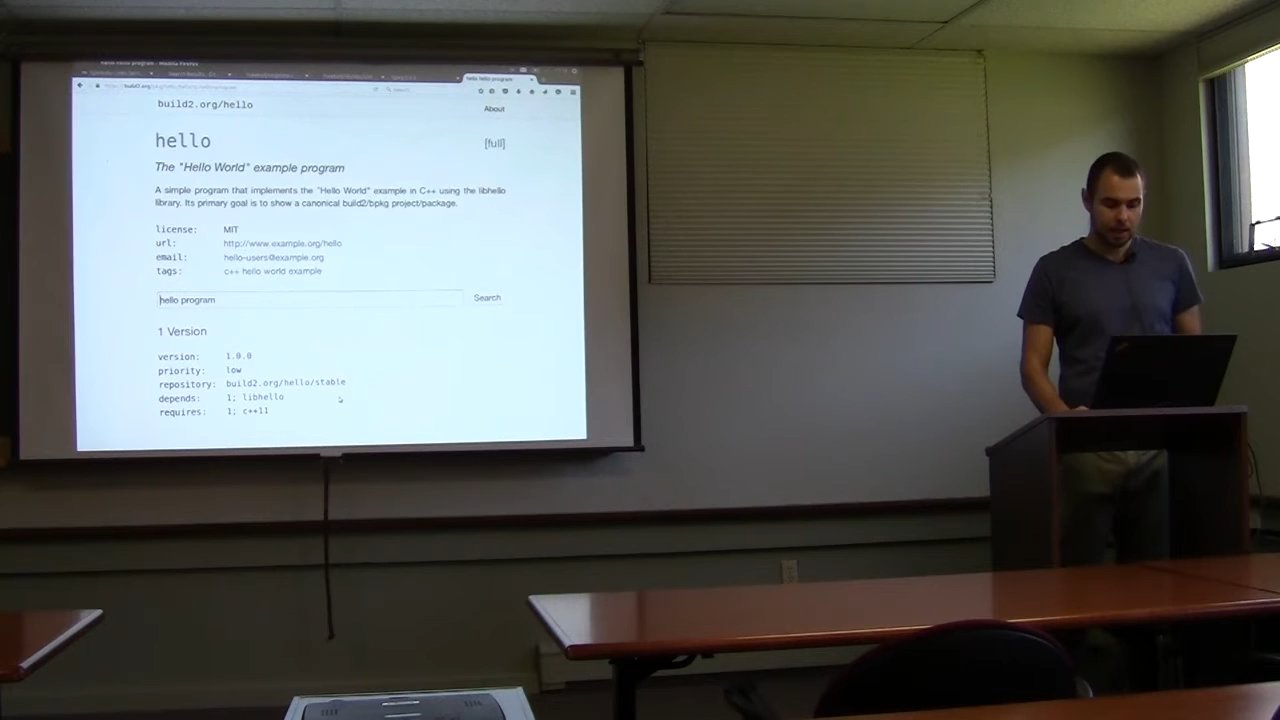 hello hello program
build2.org/hello
About
hello
[full]
The "Hello World" example program
A simple program that implements the "Hello World" example in C++ using the libhello
library. Its primary goal is to show a canonical build2/bpkg project/package.
license: MIT
url: http://www.example.org/hello
email: hello-users@example.org
tags: c++ hello world example
hello program
Search
1 Version
version: 1.0.0
priority: low
repository: build2.org/hello/stable
depends: 1; libhello
requires: 1; c++11